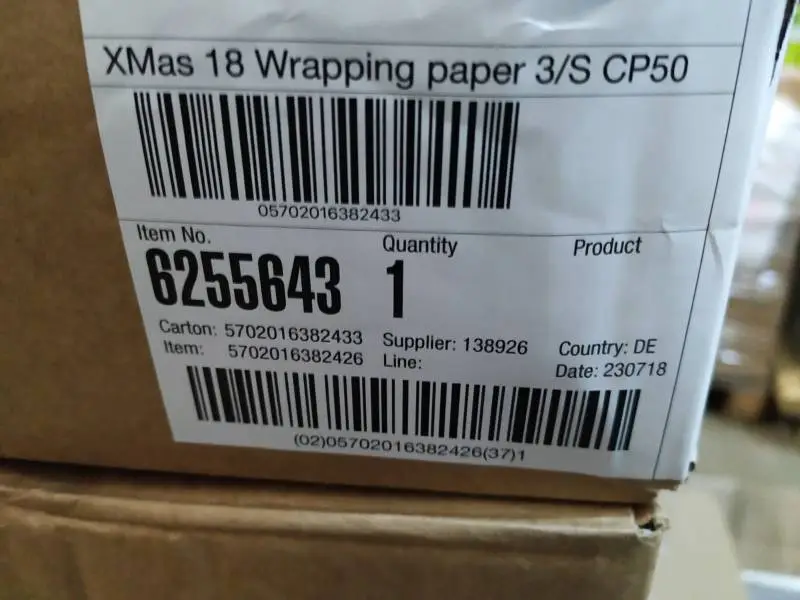 XMas 18 Wrapping paper 3/S CP50
05702016382433
Item No. Quantity Product
6255643 1
Carton: 5702016382433 Supplier: 138926 Country: DE
Item: 5702016382426 Line: Date: 230718
(02)05702016382426(37)1